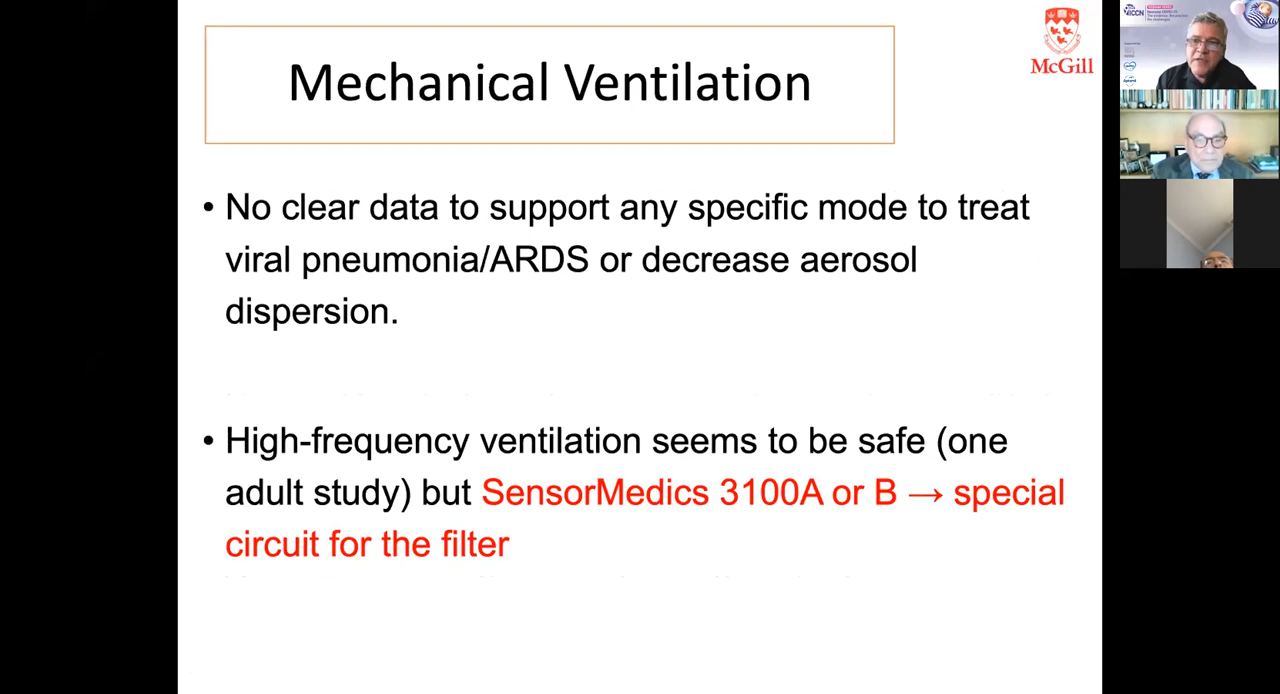 Mechanical Ventilation
McGill
• No clear data to support any specific mode to treat
viral pneumonia/ARDS or decrease aerosol
dispersion.
• High-frequency ventilation seems to be safe (one
adult study) but SensorMedics 3100A or B → special
circuit for the filter
ICCN